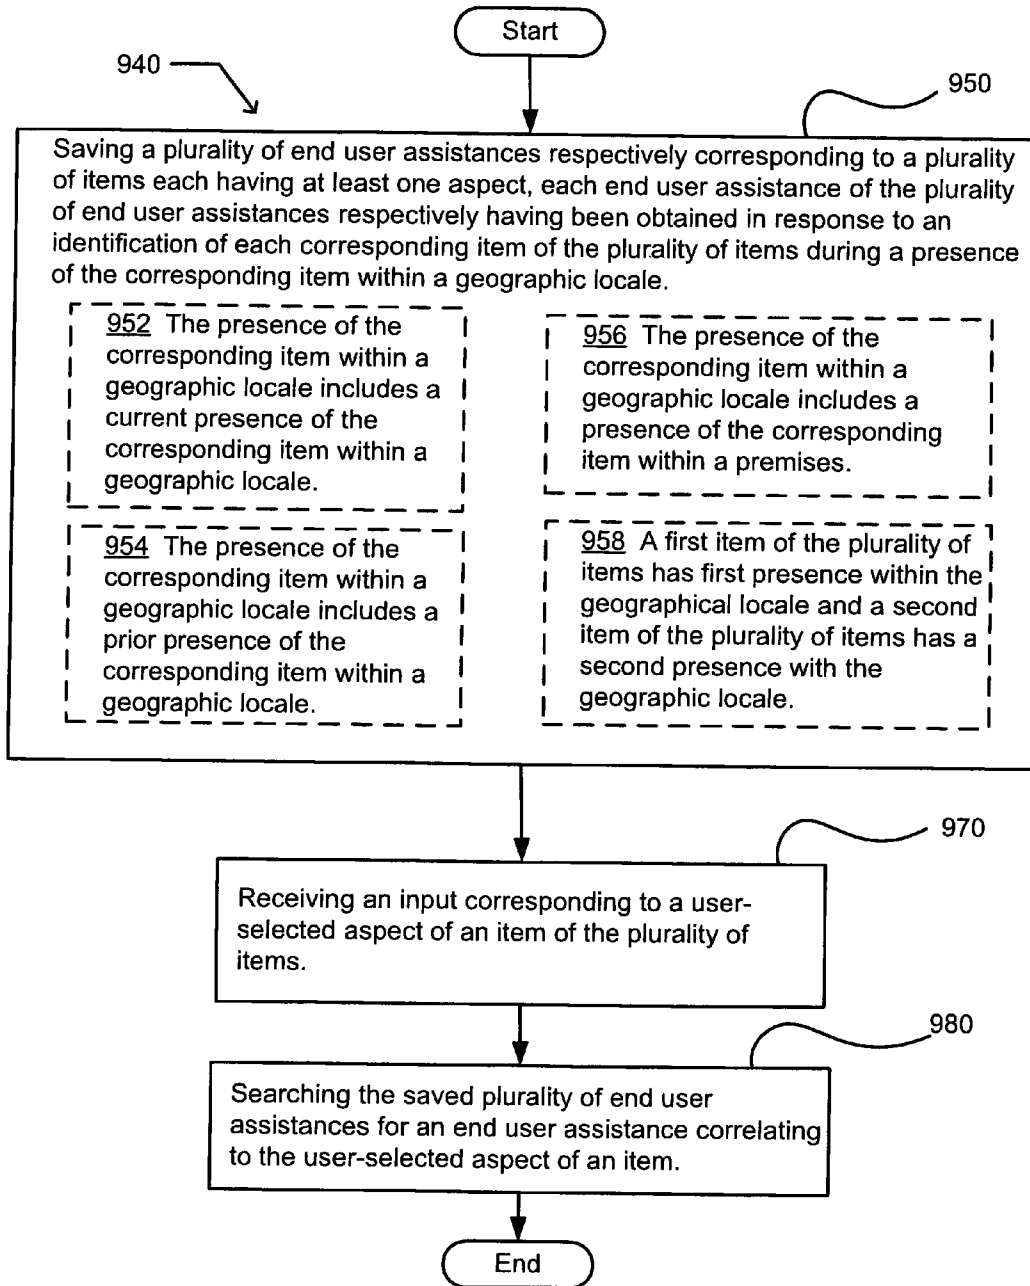 Start
940
950
Saving a plurality of end user assistances respectively corresponding to a plurality
of items each having at least one aspect, each end user assistance of the plurality
of end user assistances respectively having been obtained in response to an
identification of each corresponding item of the plurality of items during a presence
of the corresponding item within a geographic locale.
952 The presence of the
corresponding item within a
geographic locale includes a
current presence of the
corresponding item within a
geographic locale.
956 The presence of the
corresponding item within a
geographic locale includes a
presence of the corresponding
item within a premises.
954 The presence of the
corresponding item within a
geographic locale includes a
prior presence of the
corresponding item within a
geographic locale.
958 A first item of the plurality of
items has first presence within the
geographical locale and a second
item of the plurality of items has a
second presence with the
geographic locale.
970
Receiving an input corresponding to a user-
selected aspect of an item of the plurality of
items.
980
Searching the saved plurality of end user
assistances for an end user assistance correlating
to the user-selected aspect of an item.
End